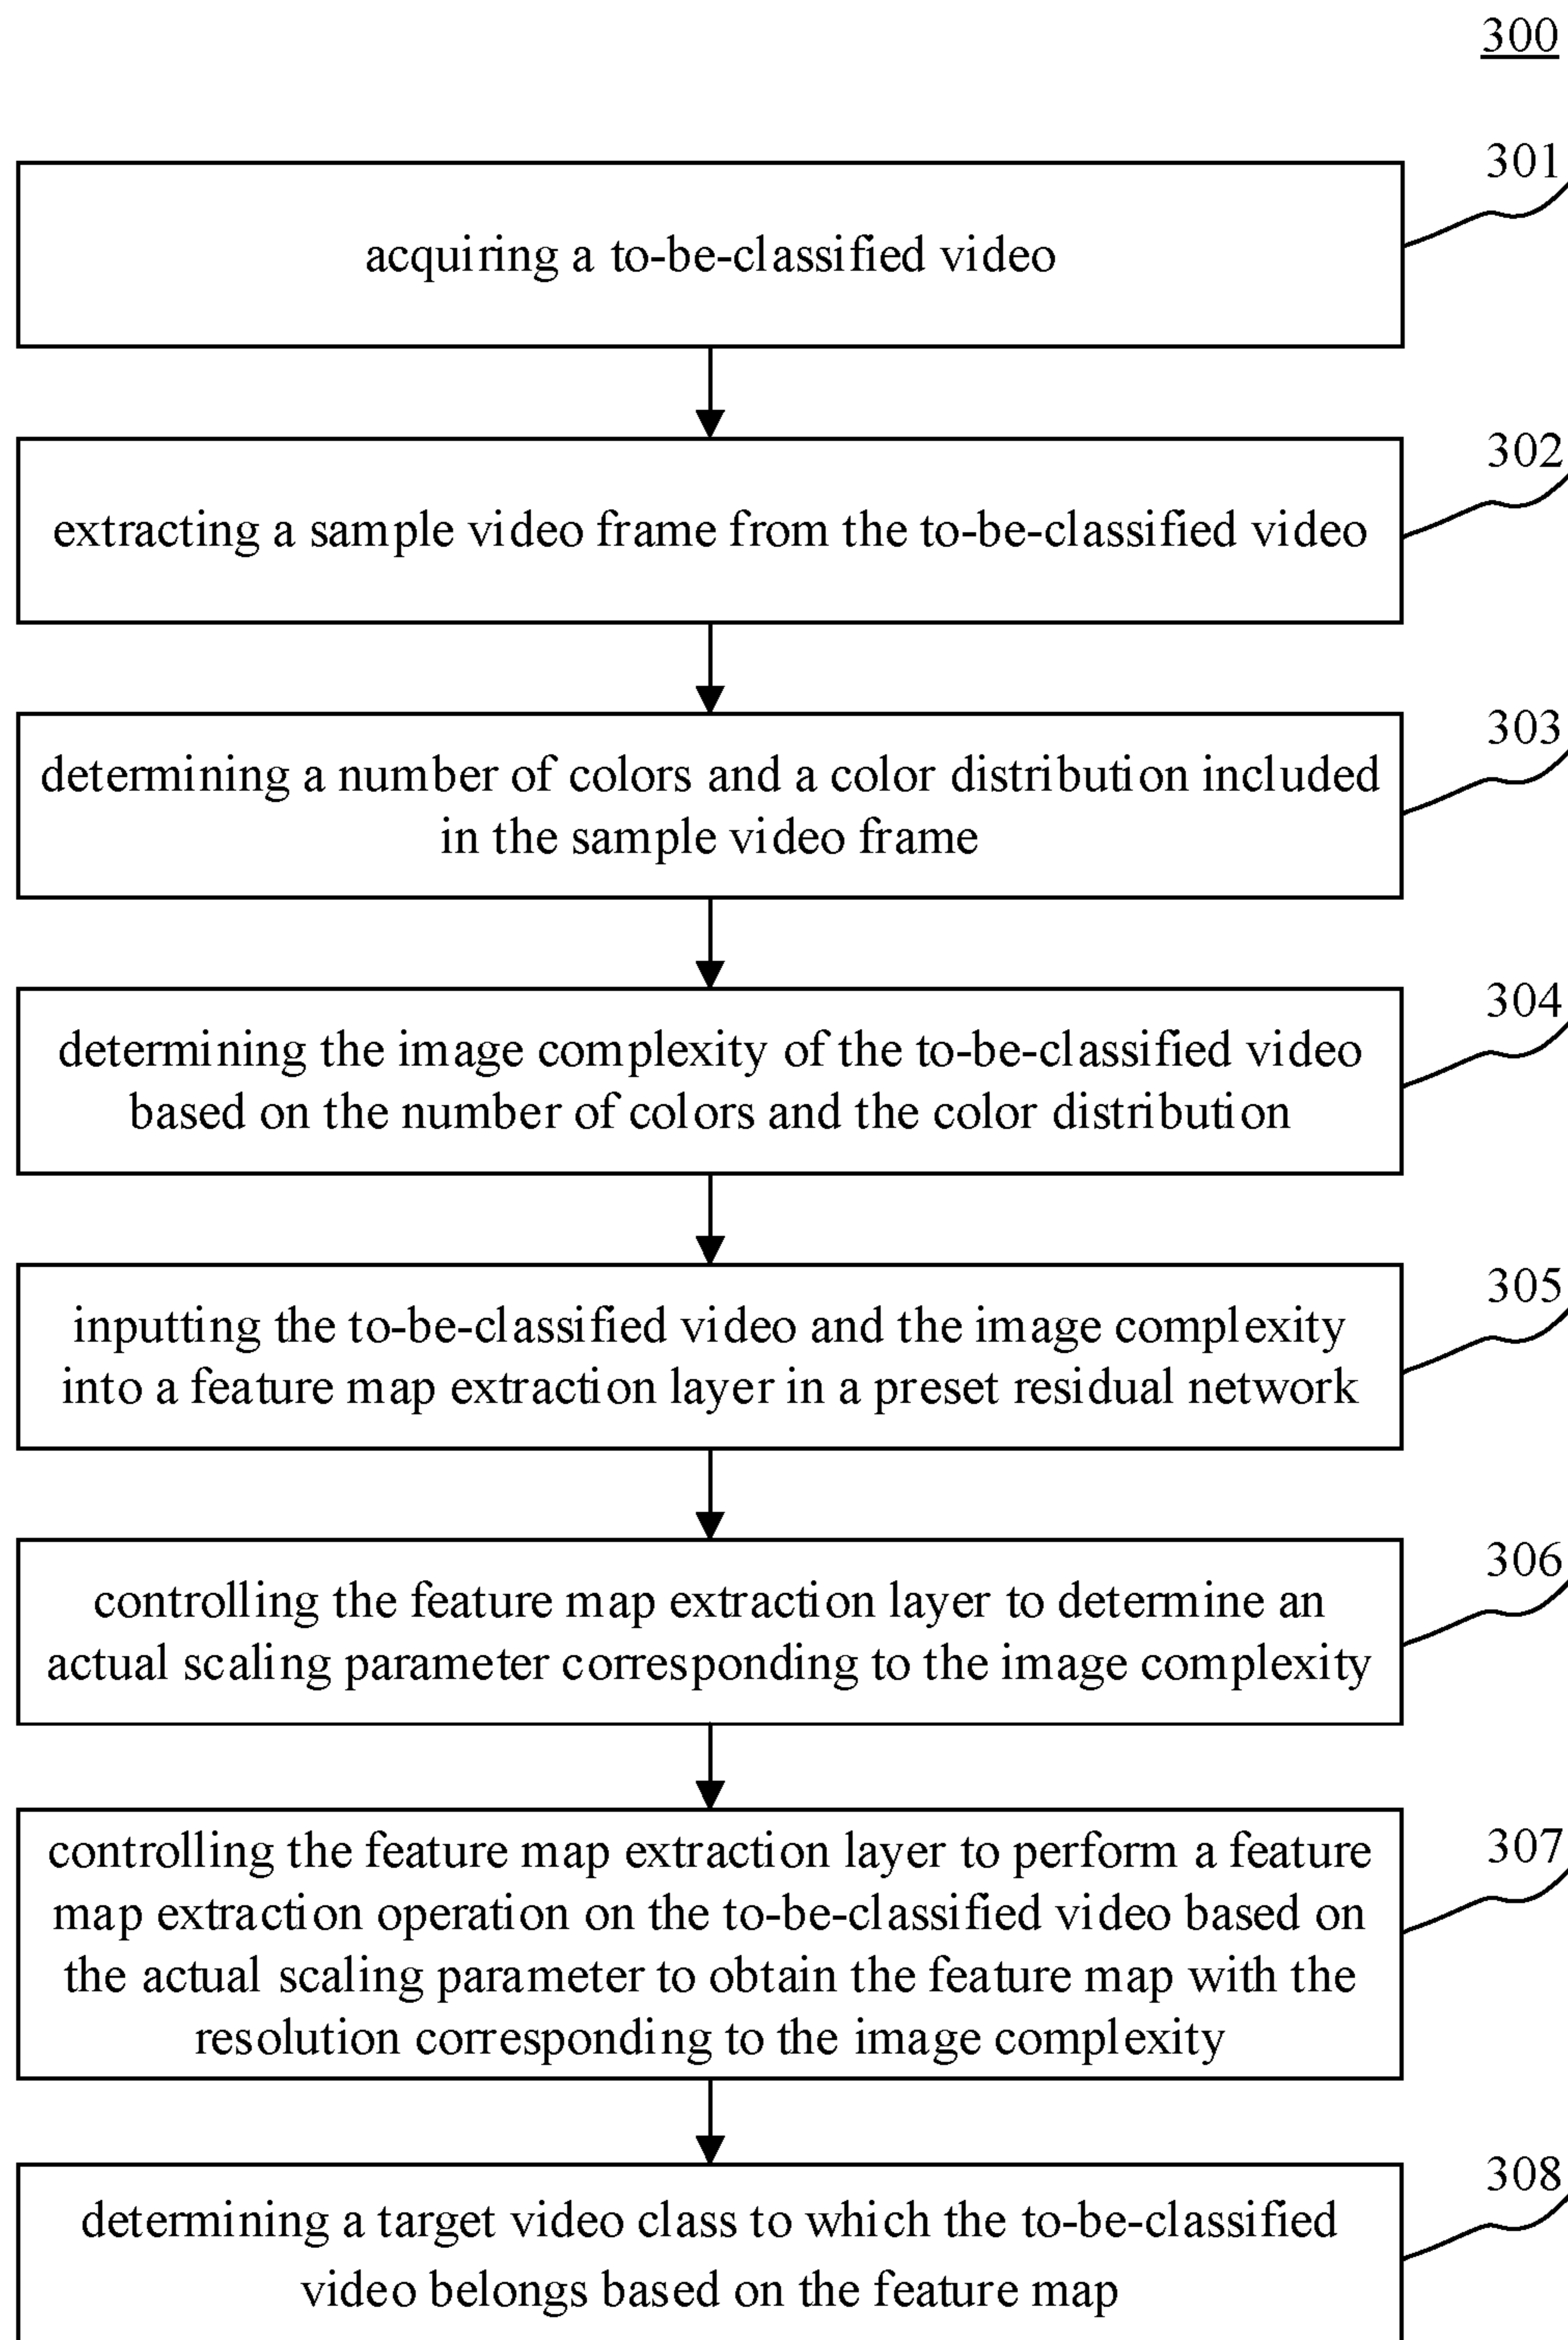 300
301
acquiring a to-be-classified video
302
extracting a sample video frame from the to-be-classified video
303
determining a number of colors and a color distribution included
in the sample video frame
304
determining the image complexity of the to-be-classified video
based on the number of colors and the color distribution
305
inputting the to-be-classified video and the image complexity
into a feature map extraction layer in a preset residual network
306
controlling the feature map extraction layer to determine an
actual scaling parameter corresponding to the image complexity
307
controlling the feature map extraction layer to perform a feature
map extraction operation on the to-be-classified video based on
the actual scaling parameter to obtain the feature map with the
resolution corresponding to the image complexity
308
determining a target video class to which the to-be-classified
video belongs based on the feature map